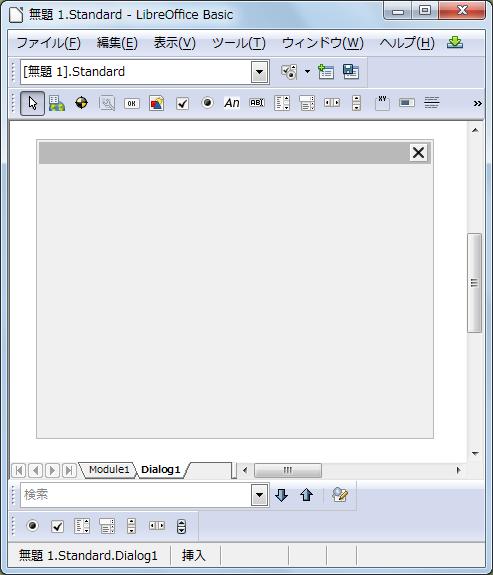 無題 1.Standard - LibreOffice Basic
ファイル(F) 編集(E) 表示(V) ツール(T) ウィンドウ(W) ヘルプ(H)
[無題 1].Standard
OK An AB XY »
Module1 Dialog1
検索
無題 1.Standard.Dialog1 挿入